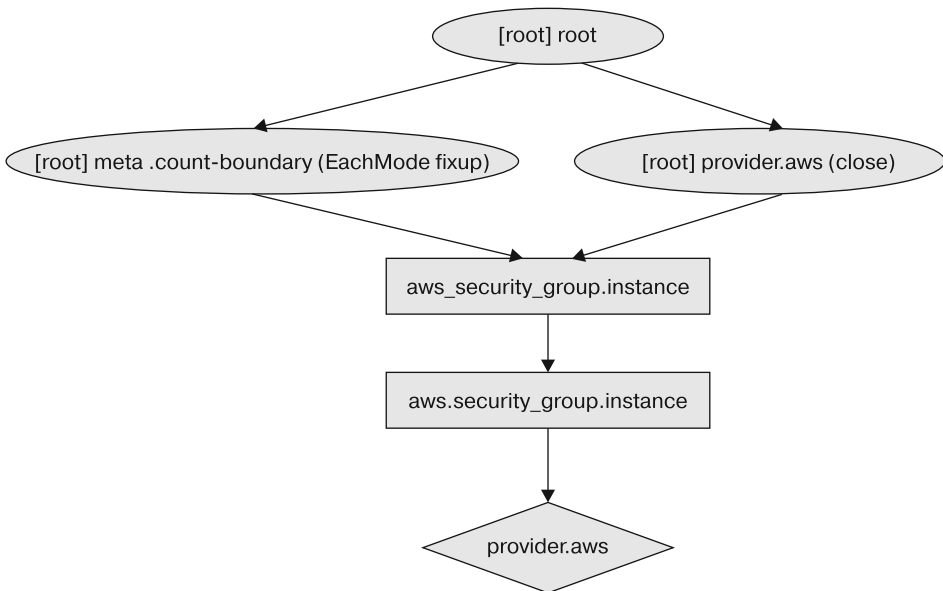 [root] root
[root] meta .count-boundary (EachMode fixup)
[root] provider.aws (close)
aws_security_group.instance
aws.security_group.instance
provider.aws